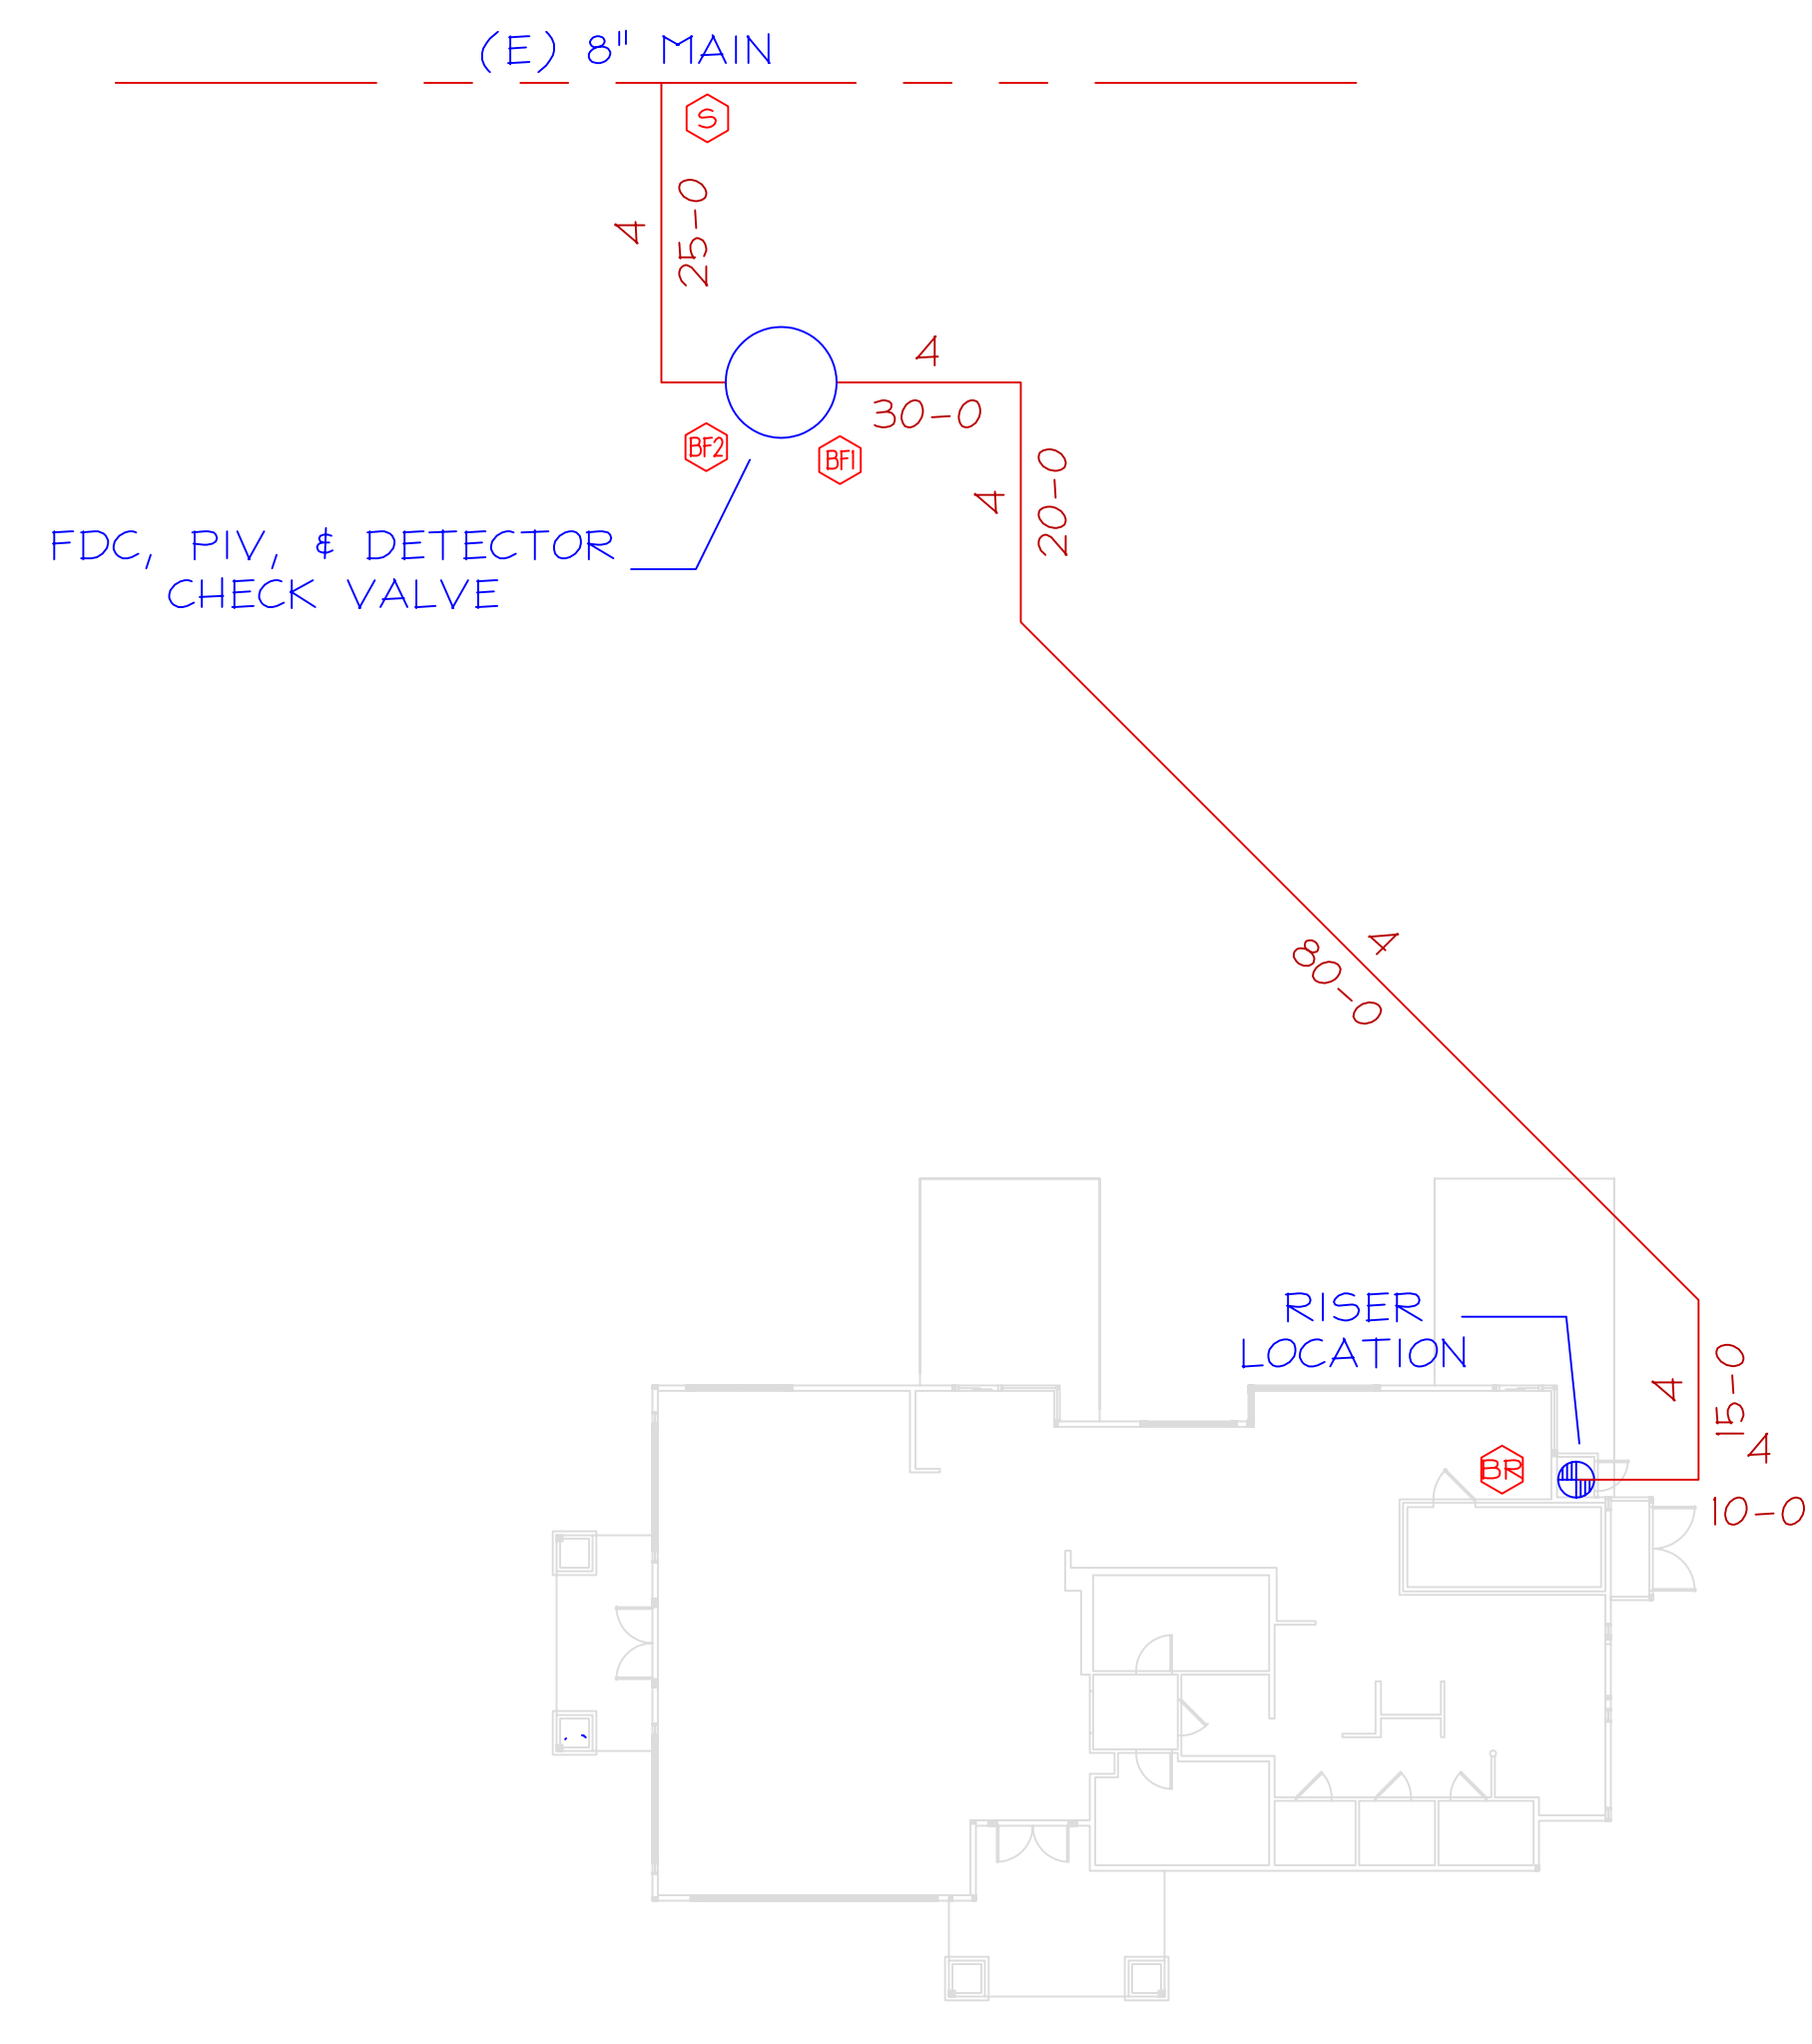 (E) 8" MAIN
S
4
25-0
4
30-0
BF2
BF1
4
20-0
FDC, PIV, & DETECTOR
CHECK VALVE
4
80-0
RISER
LOCATION
4
15-0
4
BR
10-0